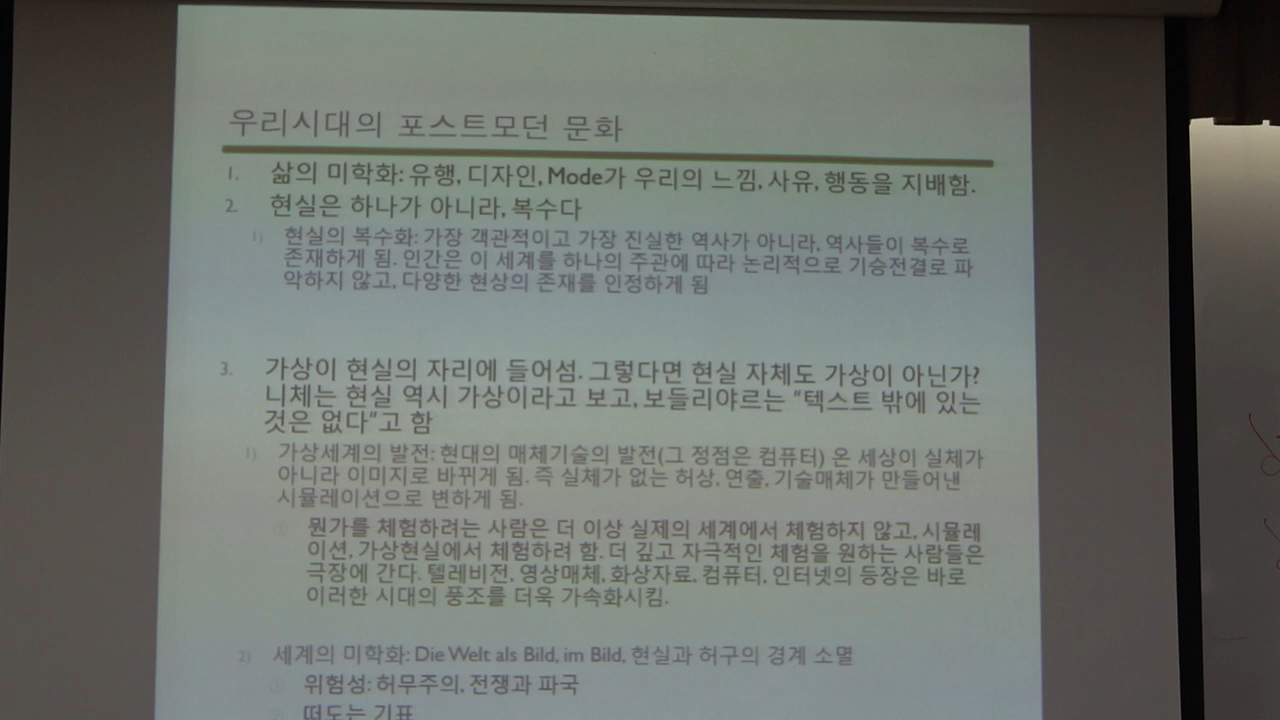 우리시대의 포스트모던 문화
1. 삶의 미학화: 유행, 디자인, Mode가 우리의 느낌, 사유, 행동을 지배함.
2. 현실은 하나가 아니라, 복수다
1) 현실의 복수화: 가장 객관적이고 가장 진실한 역사가 아니라, 역사들이 복수로
존재하게 됨. 인간은 이 세계를 하나의 주관에 따라 논리적으로 기승전결로 파
악하지 않고, 다양한 현상의 존재를 인정하게 됨
3. 가상이 현실의 자리에 들어섬. 그렇다면 현실 자체도 가상이 아닌가?
니체는 현실 역시 가상이라고 보고, 보들리야르는 "텍스트 밖에 있는
것은 없다"고 함
1) 가상세계의 발전: 현대의 매체기술의 발전(그 정점은 컴퓨터) 온 세상이 실체가
아니라 이미지로 바뀌게 됨. 즉 실체가 없는 허상, 연출, 기술매체가 만들어낸
시뮬레이션으로 변하게 됨.
① 뭔가를 체험하려는 사람은 더 이상 실제의 세계에서 체험하지 않고, 시뮬레
이션, 가상현실에서 체험하려 함. 더 깊고 자극적인 체험을 원하는 사람들은
극장에 간다. 텔레비전, 영상매체, 화상자료, 컴퓨터, 인터넷의 등장은 바로
이러한 시대의 풍조를 더욱 가속화시킴.
2) 세계의 미학화: Die Welt als Bild, im Bild, 현실과 허구의 경계 소멸
① 위험성: 허무주의, 전쟁과 파국
② 떠도는 기표